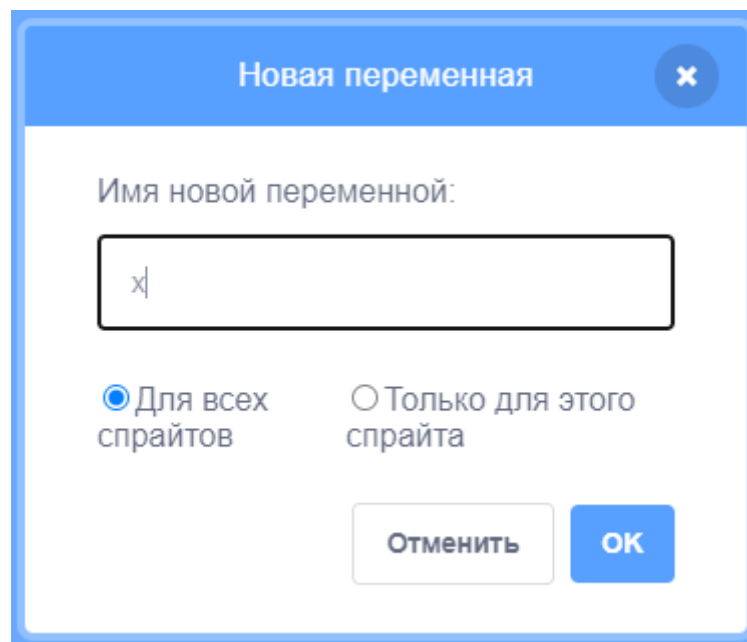 Новая переменная
Имя новой переменной:
x
Для всех спрайтов
Только для этого спрайта
Отменить
OK